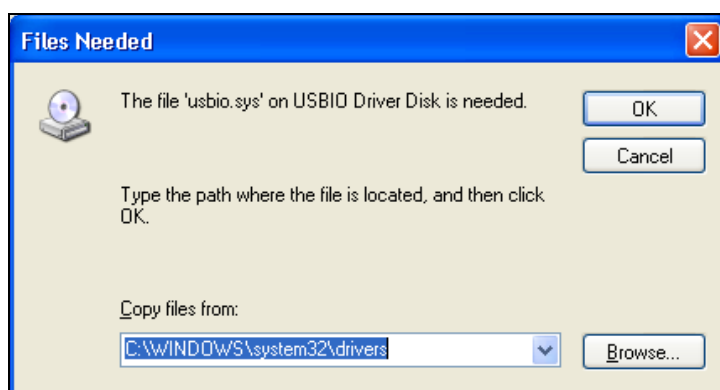 Files Needed
The file 'usbio.sys' on USBIO Driver Disk is needed.
OK
Cancel
Type the path where the file is located, and then click
OK.
Copy files from:
C:\WINDOWS\system32\drivers
Browse...